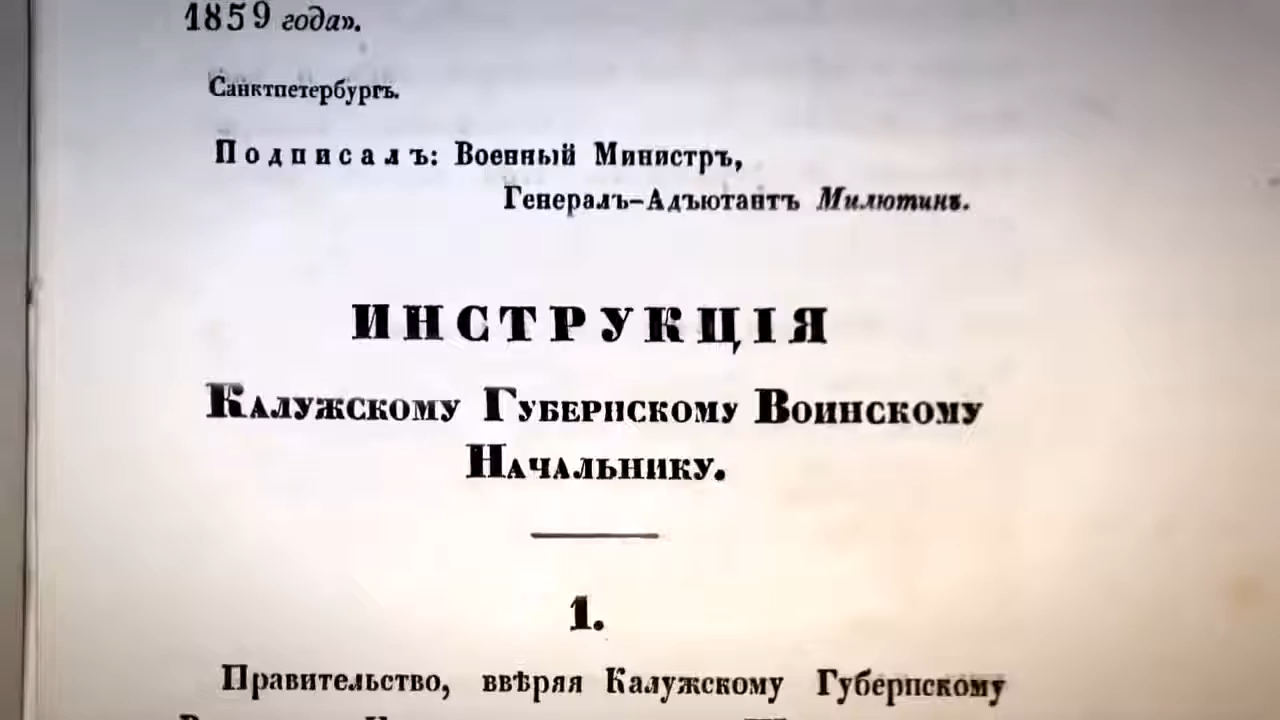 1859 года».
Санктпетербургъ.
Подписалъ: Военный Министръ,
Генералъ-Адъютантъ Милютинъ.
ИНСТРУКЦІЯ
Калужскому Губернскому Воинскому
Начальнику.
1.
Правительство, ввѣряя Калужскому Губернскому